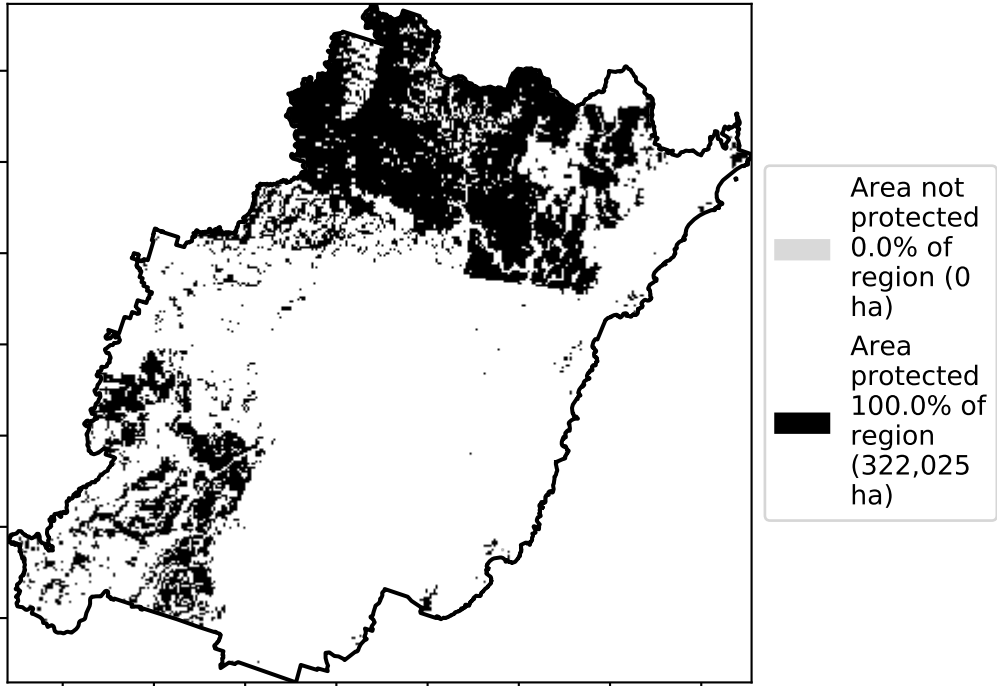 Area not
protected
0.0% of
region (0
ha)
Area
protected
100.0% of
region
(322,025
ha)